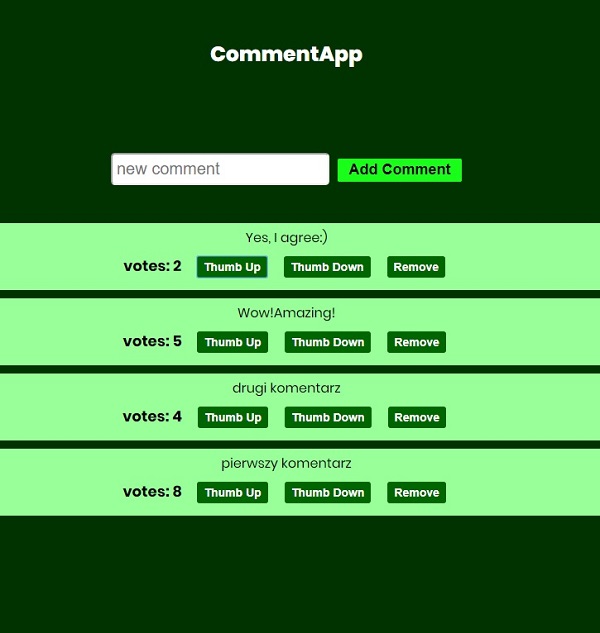 CommentApp
new comment Add Comment
Yes, I agree:)
votes: 2 Thumb Up Thumb Down Remove
Wow!Amazing!
votes: 5 Thumb Up Thumb Down Remove
drugi komentarz
votes: 4 Thumb Up Thumb Down Remove
pierwszy komentarz
votes: 8 Thumb Up Thumb Down Remove